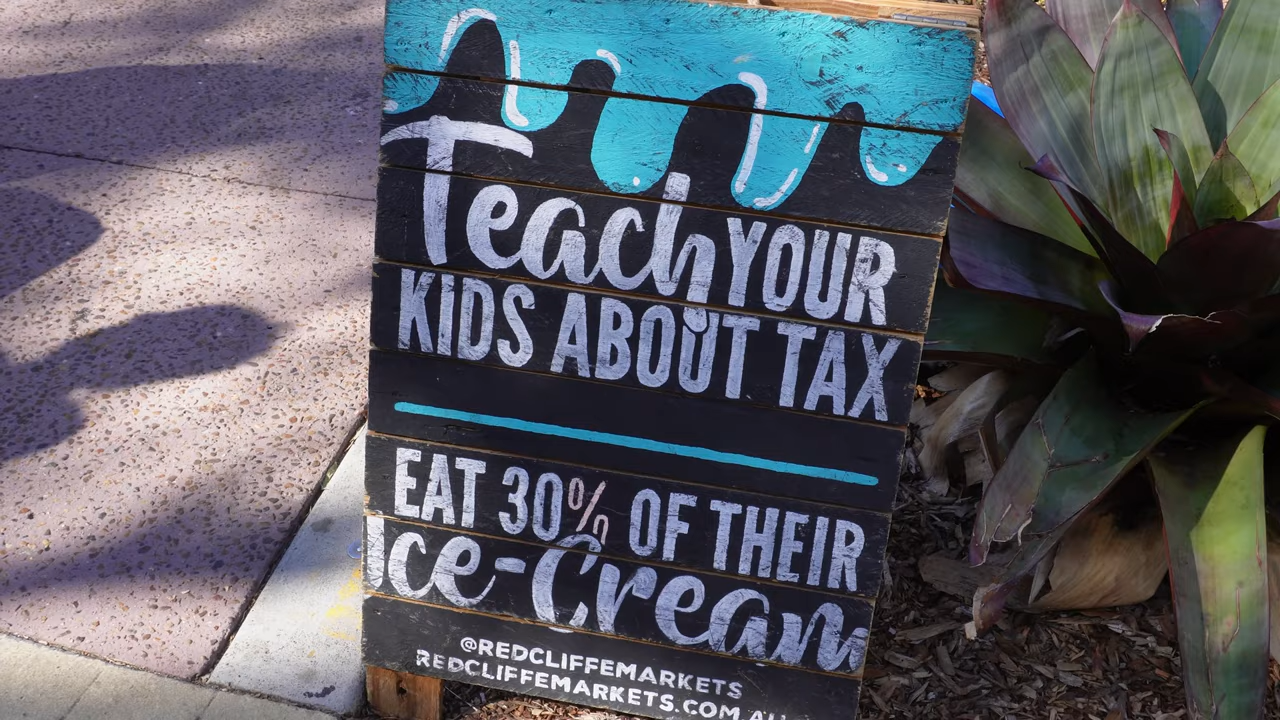 Teach YOUR
KIDS ABOUT TAX
EAT 30% OF THEIR
Ice-Cream
@REDCLIFFEMARKETS
REDCLIFFEMARKETS.COM.AU